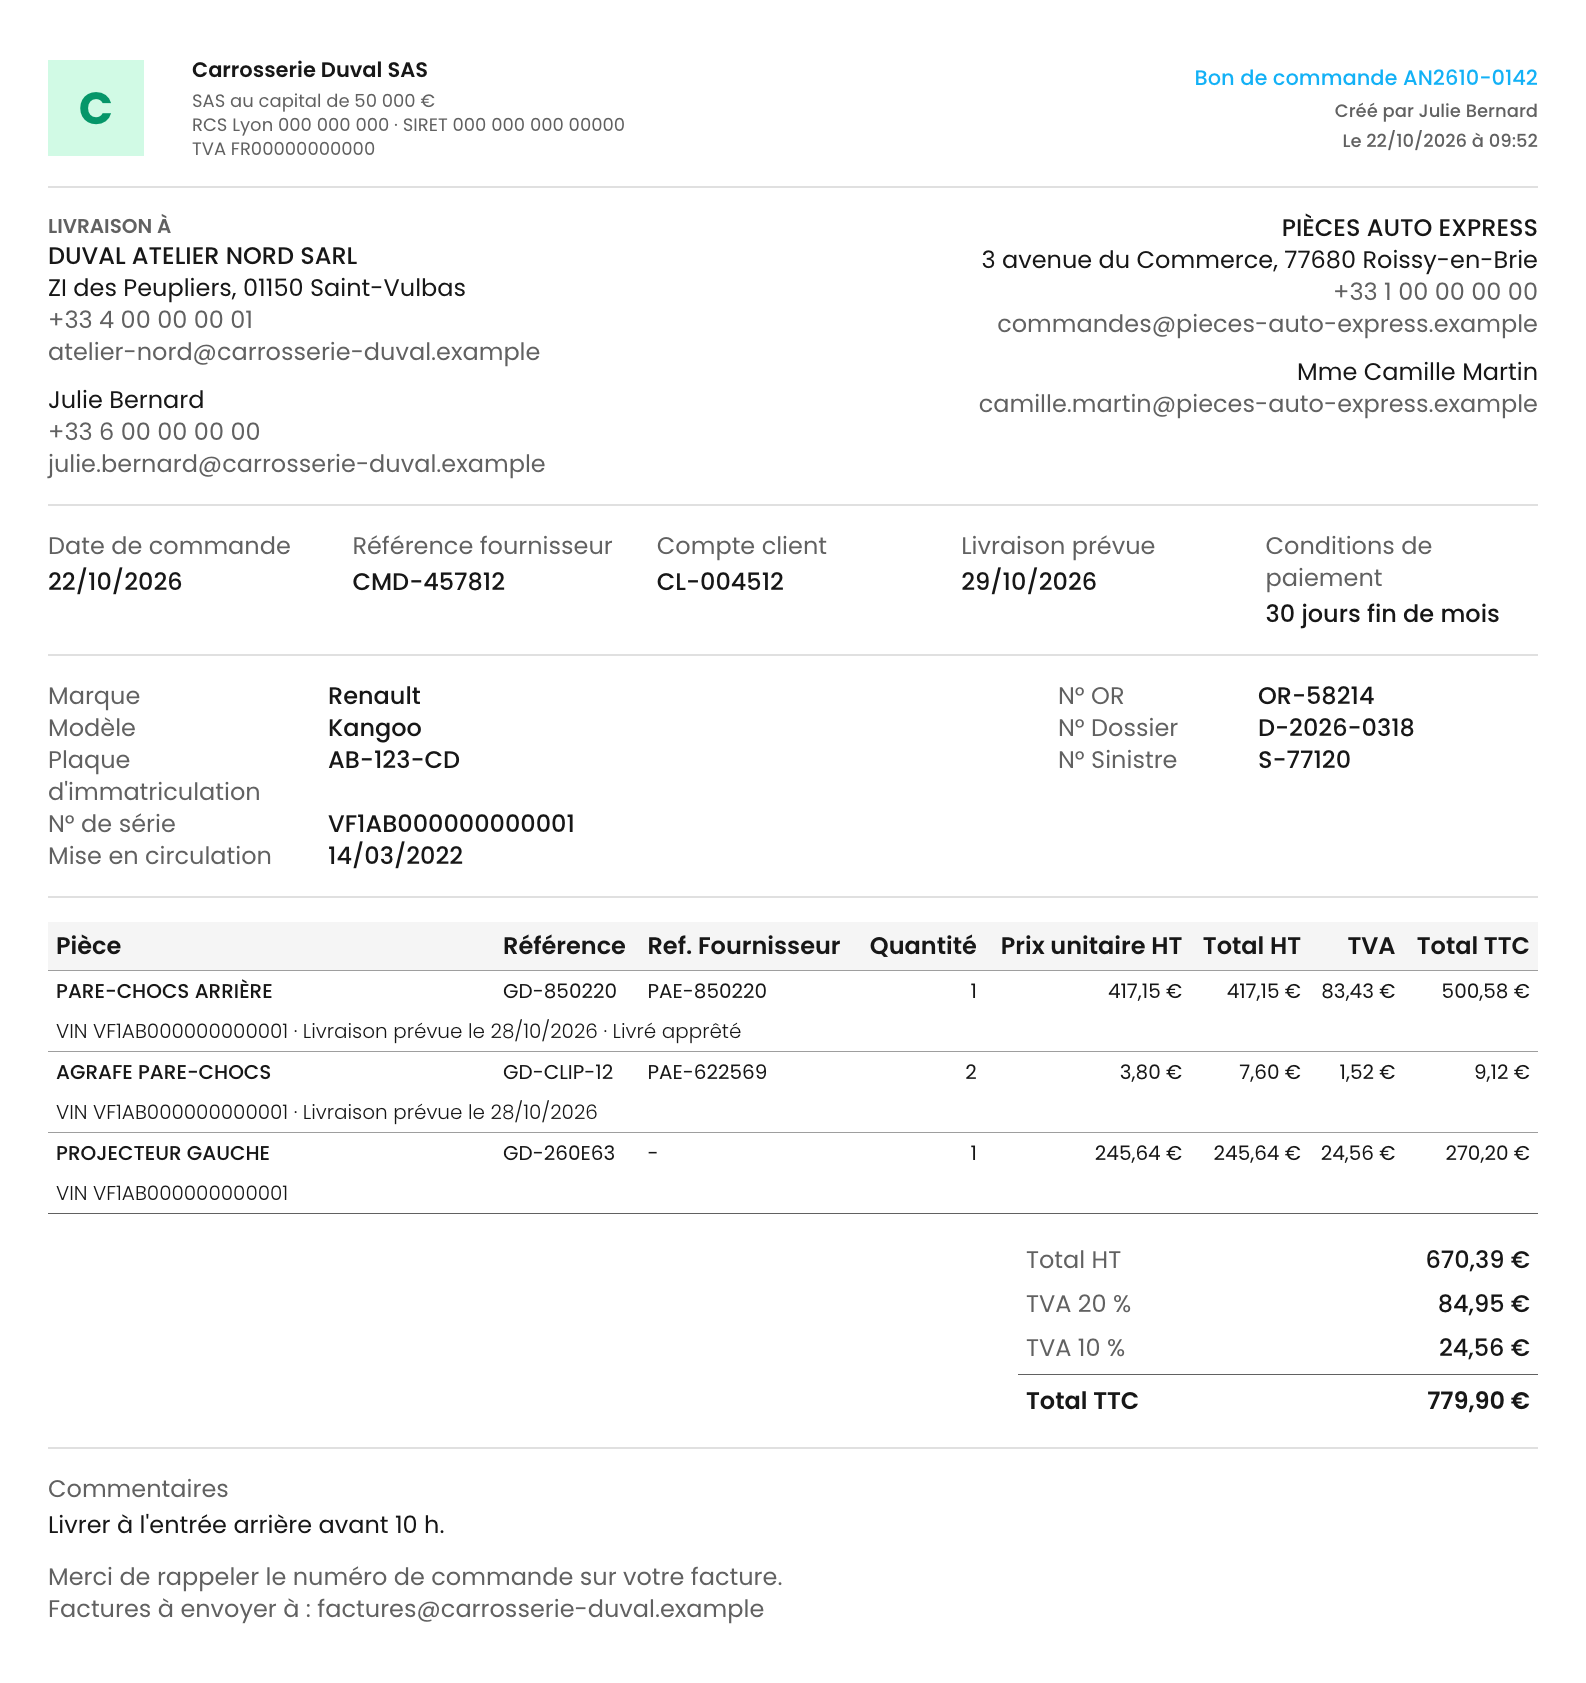 C
Carrosserie Duval SAS
SAS au capital de 50 000 €
RCS Lyon 000 000 000 · SIRET 000 000 000 00000
TVA FR00000000000
Bon de commande AN2610-0142
Créé par Julie Bernard
Le 22/10/2026 à 09:52
LIVRAISON À
DUVAL ATELIER NORD SARL
ZI des Peupliers, 01150 Saint-Vulbas
+33 4 00 00 00 01
atelier-nord@carrosserie-duval.example
Julie Bernard
+33 6 00 00 00 00
julie.bernard@carrosserie-duval.example
PIÈCES AUTO EXPRESS
3 avenue du Commerce, 77680 Roissy-en-Brie
+33 1 00 00 00 00
commandes@pieces-auto-express.example
Mme Camille Martin
camille.martin@pieces-auto-express.example
Date de commande
22/10/2026
Référence fournisseur
CMD-457812
Compte client
CL-004512
Livraison prévue
29/10/2026
Conditions de
paiement
30 jours fin de mois
Marque Renault
Modèle Kangoo
Plaque AB-123-CD
d'immatriculation
N° de série VF1AB000000000001
Mise en circulation 14/03/2022
N° OR OR-58214
N° Dossier D-2026-0318
N° Sinistre S-77120
Pièce Référence Ref. Fournisseur Quantité Prix unitaire HT Total HT TVA Total TTC
PARE-CHOCS ARRIÈRE GD-850220 PAE-850220 1 417,15 € 417,15 € 83,43 € 500,58 €
VIN VF1AB000000000001 · Livraison prévue le 28/10/2026 · Livré apprêté
AGRAFE PARE-CHOCS GD-CLIP-12 PAE-622569 2 3,80 € 7,60 € 1,52 € 9,12 €
VIN VF1AB000000000001 · Livraison prévue le 28/10/2026
PROJECTEUR GAUCHE GD-260E63 - 1 245,64 € 245,64 € 24,56 € 270,20 €
VIN VF1AB000000000001
Total HT 670,39 €
TVA 20 % 84,95 €
TVA 10 % 24,56 €
Total TTC 779,90 €
Commentaires
Livrer à l'entrée arrière avant 10 h.
Merci de rappeler le numéro de commande sur votre facture.
Factures à envoyer à : factures@carrosserie-duval.example